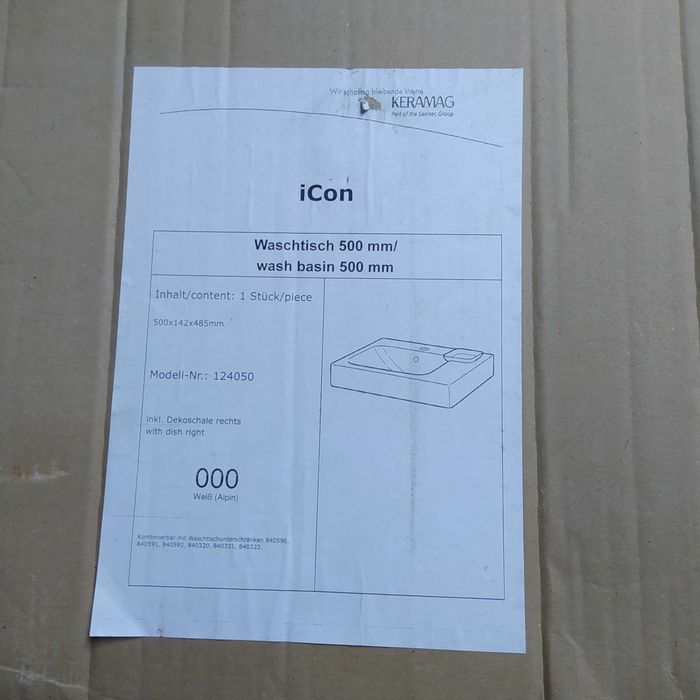 Wir schaffen bleibende Werte
KERAMAG
Part of the Sanitec Group
iCon
Waschtisch 500 mm/
wash basin 500 mm
Inhalt/content: 1 Stück/piece
500x142x485mm
Modell-Nr.: 124050
inkl. Dekoschale rechts
with dish right
000
Weiß (Alpin)
Kombinierbar mit Waschtischunterschränken 840590,
840591, 840592, 840320, 840321, 840322.